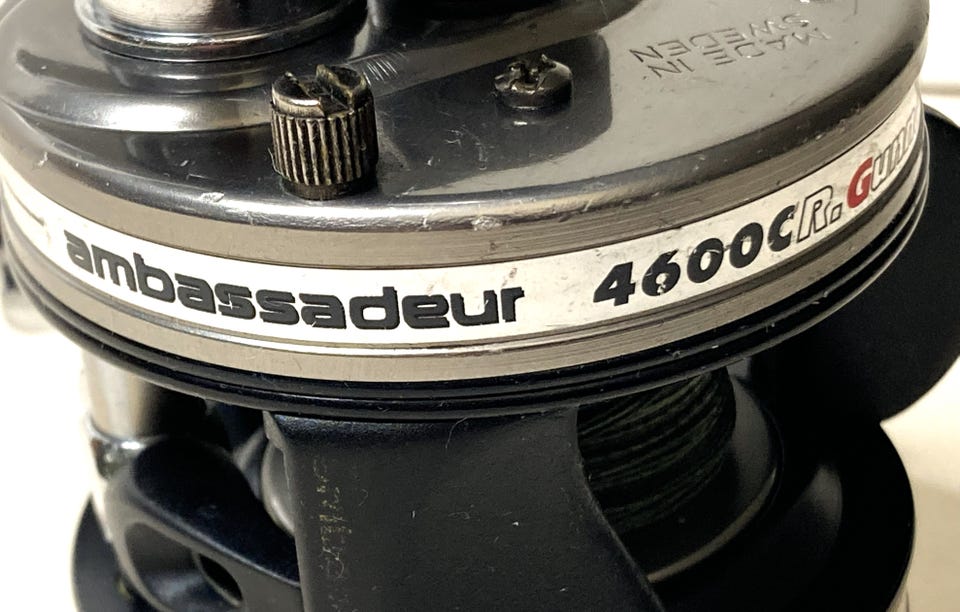 MADE IN
SWEDEN
ambassadeur 4600C R.